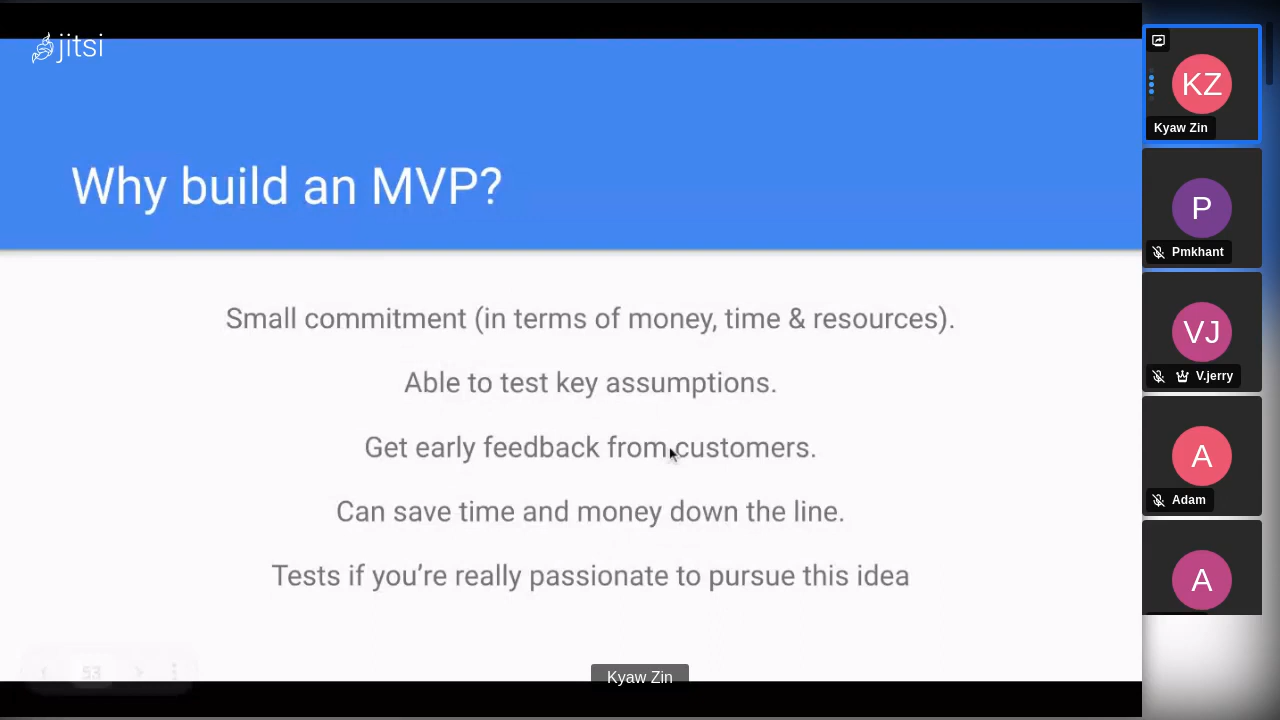 jitsi
Why build an MVP?
Small commitment (in terms of money, time & resources).
Able to test key assumptions.
Get early feedback from customers.
Can save time and money down the line.
Tests if you’re really passionate to pursue this idea
53
Kyaw Zin
KZ
Kyaw Zin
P
Pmkhant
VJ
V.jerry
A
Adam
A